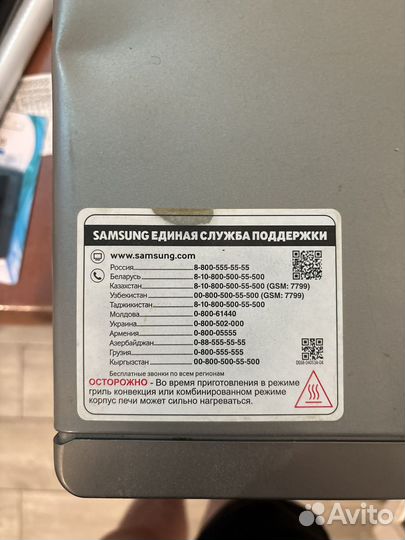 SAMSUNG ЕДИНАЯ СЛУЖБА ПОДДЕРЖКИ
www.samsung.com
Россия 8-800-555-55-55
Беларусь 8-10-800-500-55-500
Казахстан 8-10-800-500-55-500 (GSM: 7799)
Узбекистан 00-800-500-55-500 (GSM: 7799)
Таджикистан 8-10-800-500-55-500
Молдова 0-800-61440
Украина 0-800-502-000
Армения 0-800-05555
Азербайджан 0-88-555-55-55
Грузия 0-800-555-555
Кыргызстан 00-800-500-55-500
Бесплатные звонки по всем регионам
ОСТОРОЖНО - Во время приготовления в режиме
гриль конвекция или комбинированном режиме
корпус печи может сильно нагреваться.
Avito